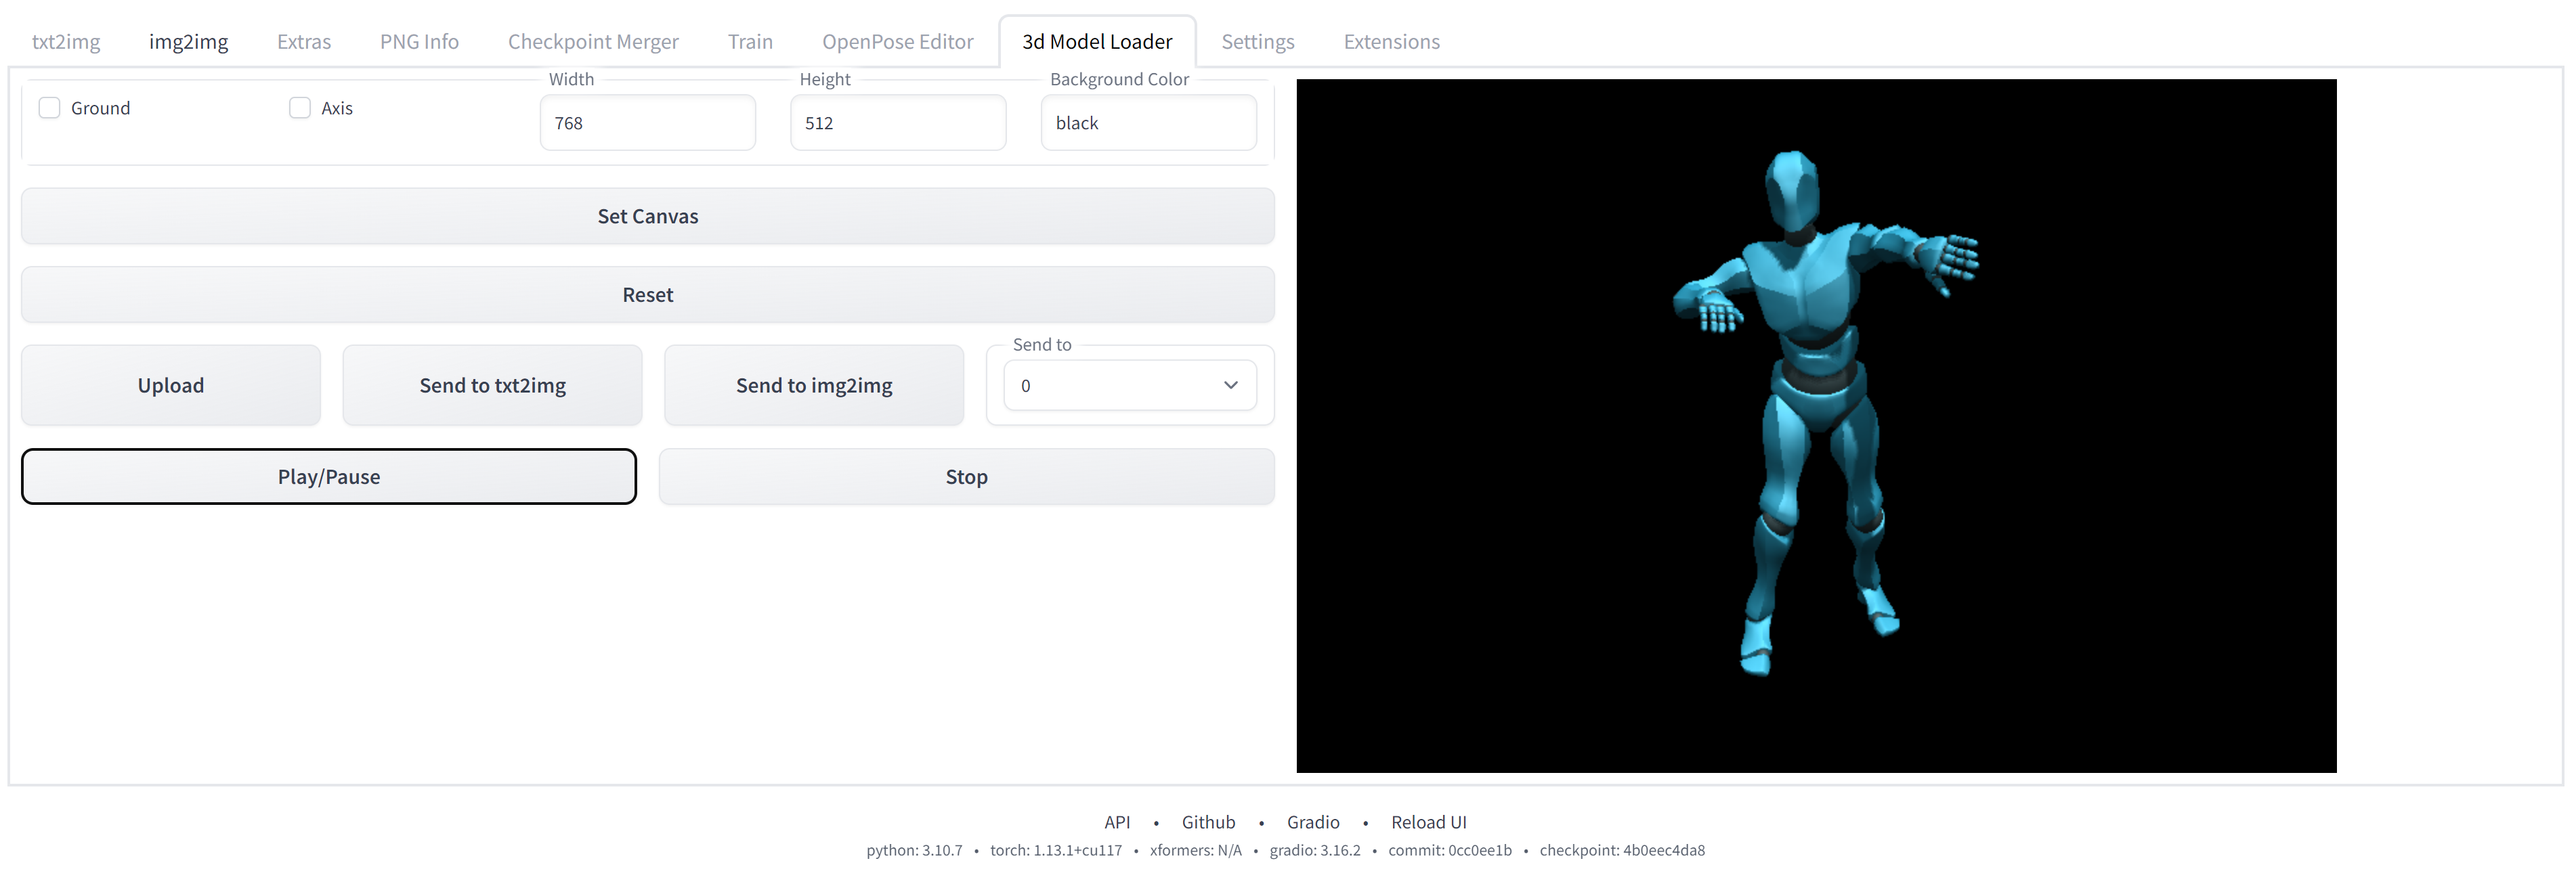 txt2img img2img Extras PNG Info Checkpoint Merger Train OpenPose Editor 3d Model Loader Settings Extensions
Width Height Background Color
Ground Axis 768 512 black
Set Canvas
Reset
Send to
Upload Send to txt2img Send to img2img 0
Play/Pause Stop
API • Github • Gradio • Reload UI
python: 3.10.7 • torch: 1.13.1+cu117 • xformers: N/A • gradio: 3.16.2 • commit: 0cc0ee1b • checkpoint: 4b0eec4da8